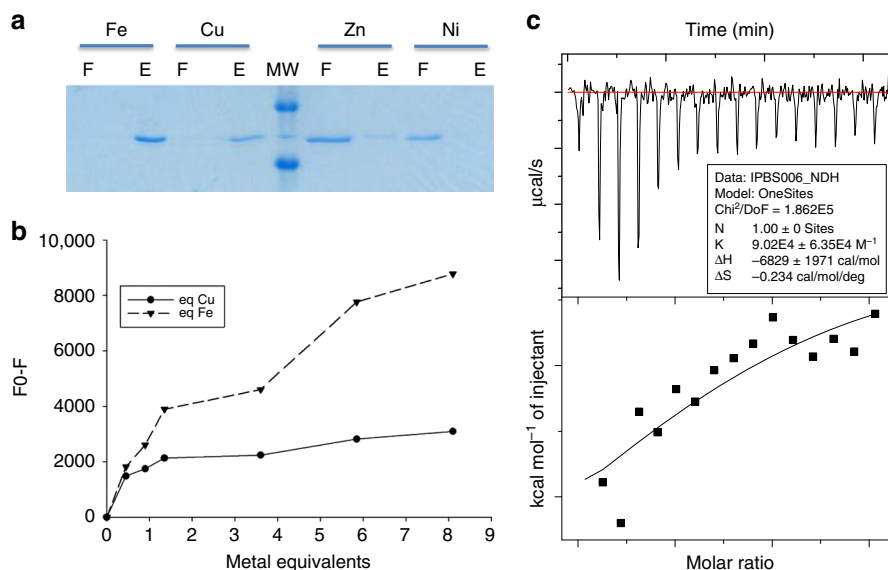 a
Fe Cu Zn Ni
F E F E MW F E F E
b
10,000
8000
6000
4000
2000
0
F0-F
eq Cu
eq Fe
0 1 2 3 4 5 6 7 8 9
Metal equivalents
c
Time (min)
µcal/s
Data: IPBS006_NDH
Model: OneSites
Chi²/DoF = 1.862E5
N 1.00 ± 0 Sites
K 9.02E4 ± 6.35E4 M⁻¹
ΔH −6829 ± 1971 cal/mol
ΔS −0.234 cal/mol/deg
kcal mol⁻¹ of injectant
Molar ratio